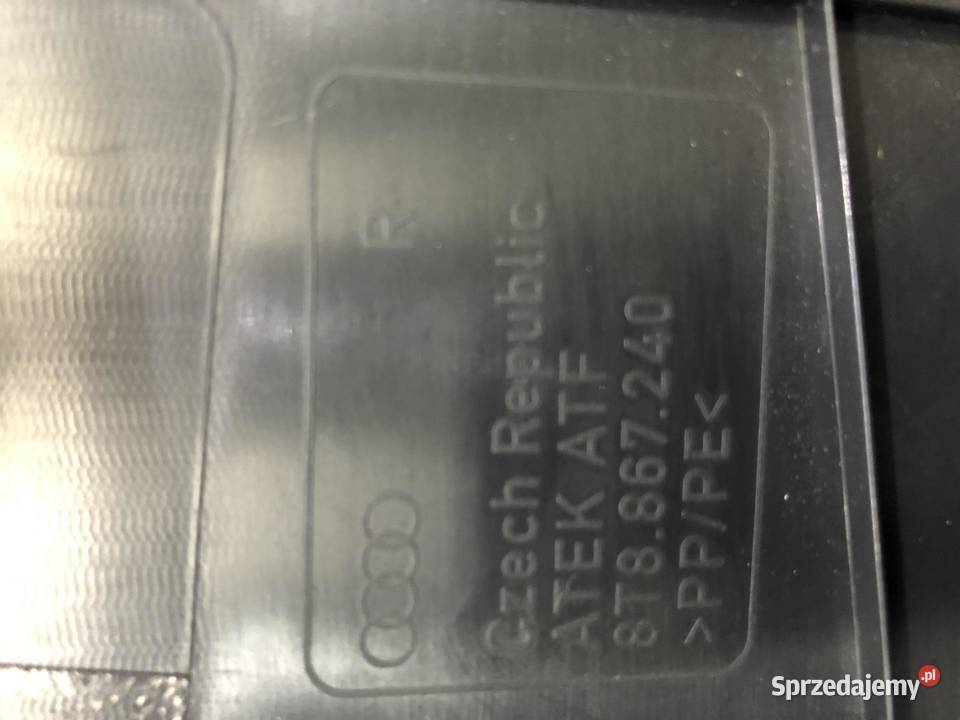 R
Czech Republic
ATEK ATF
8T8.867.240
>PP/PE<
Sprzedajemy.pl